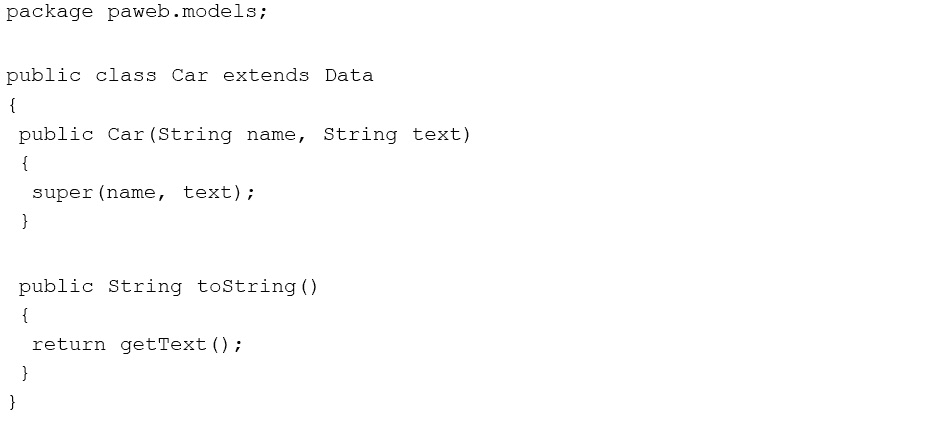 package paweb.models;
public class Car extends Data
{
public Car(String name, String text)
{
super(name, text);
}
public String toString()
{
return getText();
}
}